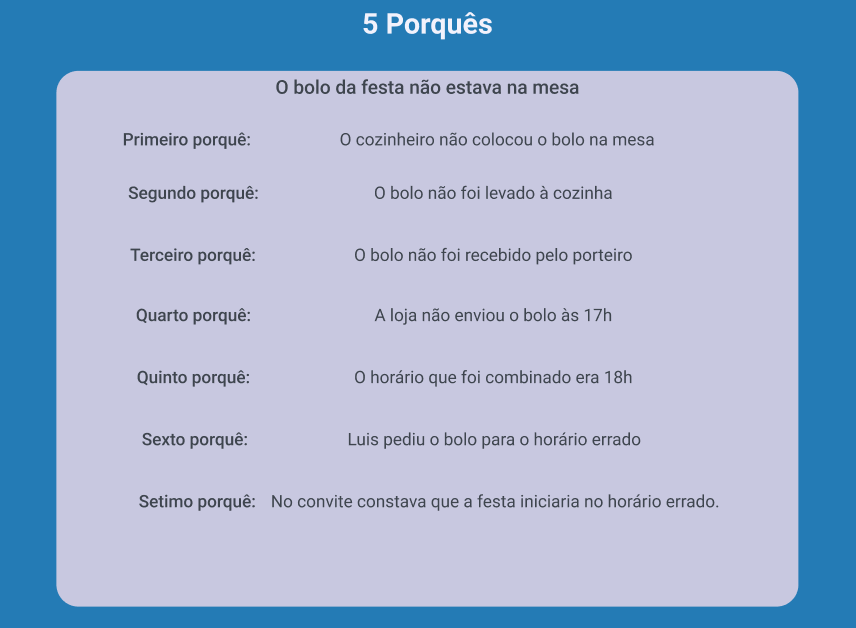 5 Porquês
O bolo da festa não estava na mesa
Primeiro porquê: O cozinheiro não colocou o bolo na mesa
Segundo porquê: O bolo não foi levado à cozinha
Terceiro porquê: O bolo não foi recebido pelo porteiro
Quarto porquê: A loja não enviou o bolo às 17h
Quinto porquê: O horário que foi combinado era 18h
Sexto porquê: Luis pediu o bolo para o horário errado
Setimo porquê: No convite constava que a festa iniciaria no horário errado.